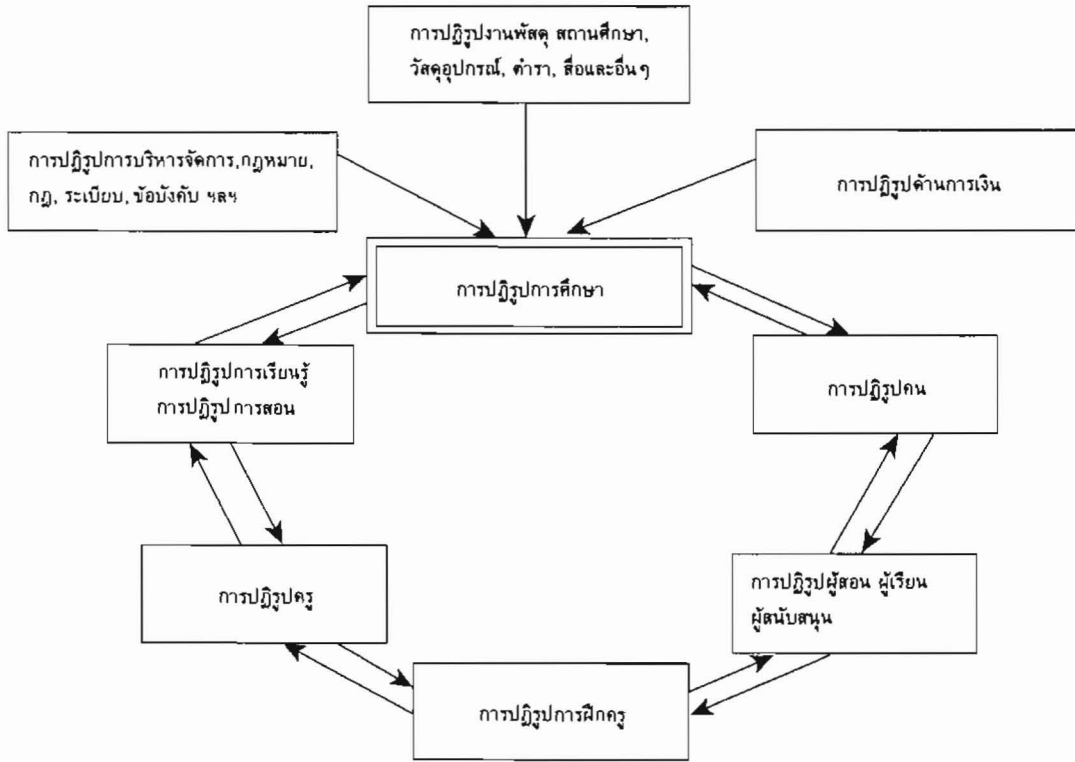 การปฏิรูปงานพัสดุ สถานศึกษา,
วัสดุอุปกรณ์, ตำรา, สื่อและอื่นๆ
การปฏิรูปการบริหารจัดการ,กฎหมาย,
กฎ, ระเบียบ, ข้อบังคับ ฯลฯ
การปฏิรูปด้านการเงิน
การปฏิรูปการศึกษา
การปฏิรูปการเรียนรู้
การปฏิรูปการสอน
การปฏิรูปคน
การปฏิรูปครู
การปฏิรูปผู้สอน ผู้เรียน
ผู้สนับสนุน
การปฏิรูปการฝึกครู